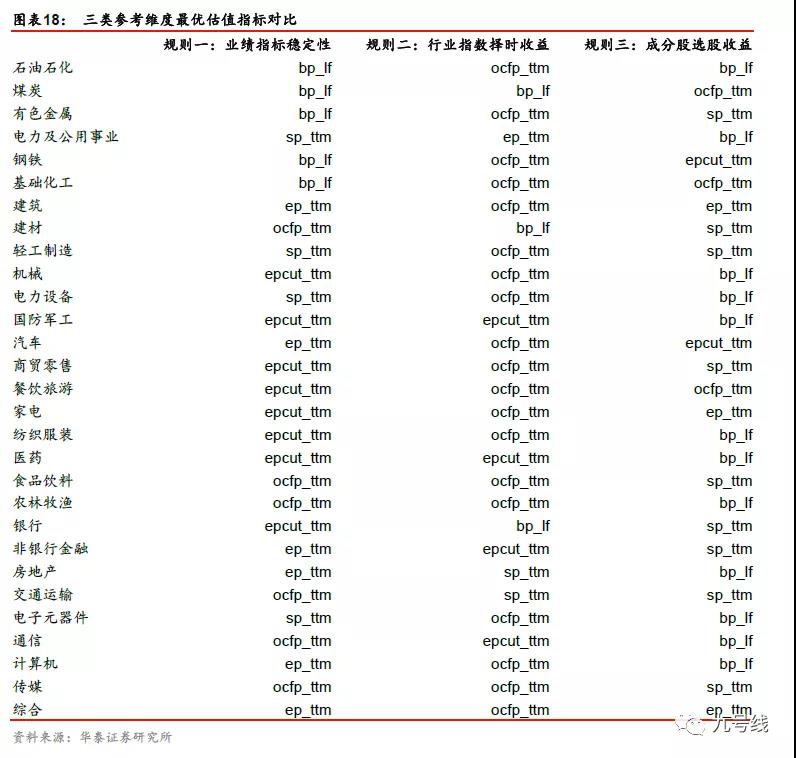 图表18： 三类参考维度最优估值指标对比
规则一：业绩指标稳定性 规则二：行业指数择时收益 规则三：成分股选股收益
石油石化 bp_lf ocfp_ttm bp_lf
煤炭 bp_lf bp_lf ocfp_ttm
有色金属 bp_lf ocfp_ttm sp_ttm
电力及公用事业 sp_ttm ep_ttm bp_lf
钢铁 bp_lf ocfp_ttm epcut_ttm
基础化工 bp_lf ocfp_ttm ocfp_ttm
建筑 ep_ttm ocfp_ttm ep_ttm
建材 ocfp_ttm bp_lf sp_ttm
轻工制造 sp_ttm ocfp_ttm sp_ttm
机械 epcut_ttm ocfp_ttm bp_lf
电力设备 sp_ttm ocfp_ttm bp_lf
国防军工 epcut_ttm epcut_ttm bp_lf
汽车 ep_ttm ocfp_ttm epcut_ttm
商贸零售 epcut_ttm ocfp_ttm sp_ttm
餐饮旅游 epcut_ttm ocfp_ttm ocfp_ttm
家电 epcut_ttm ocfp_ttm ep_ttm
纺织服装 epcut_ttm ocfp_ttm bp_lf
医药 epcut_ttm epcut_ttm bp_lf
食品饮料 ocfp_ttm ocfp_ttm sp_ttm
农林牧渔 ocfp_ttm ocfp_ttm bp_lf
银行 epcut_ttm bp_lf sp_ttm
非银行金融 ep_ttm epcut_ttm sp_ttm
房地产 ep_ttm sp_ttm bp_lf
交通运输 ocfp_ttm sp_ttm sp_ttm
电子元器件 sp_ttm ocfp_ttm bp_lf
通信 ocfp_ttm epcut_ttm bp_lf
计算机 ep_ttm ocfp_ttm bp_lf
传媒 ocfp_ttm ocfp_ttm sp_ttm
综合 ep_ttm ocfp_ttm ep_ttm
资料来源：华泰证券研究所
九号线